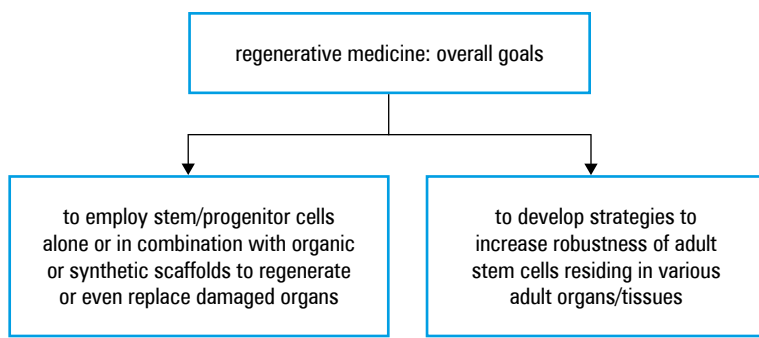 regenerative medicine: overall goals
to employ stem/progenitor cells
alone or in combination with organic
or synthetic scaffolds to regenerate
or even replace damaged organs
to develop strategies to
increase robustness of adult
stem cells residing in various
adult organs/tissues